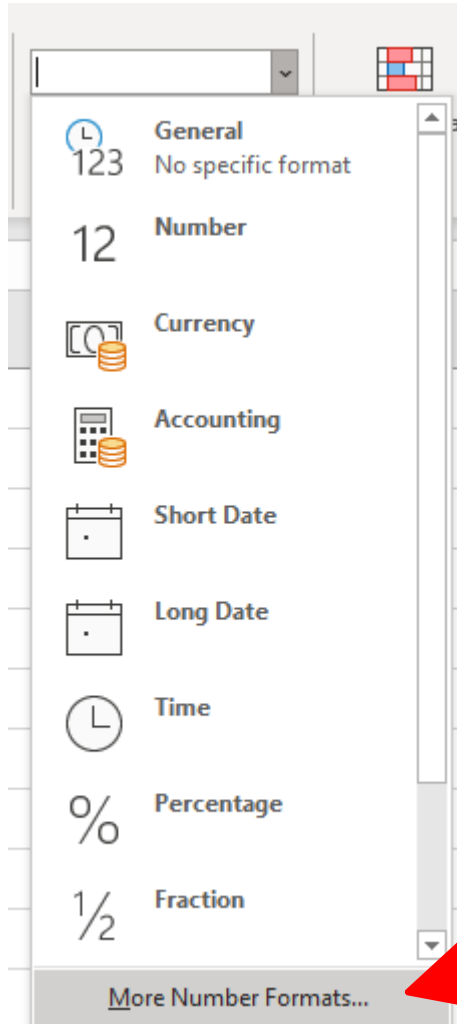 General
123
No specific format
12
Number
Currency
Accounting
Short Date
Long Date
Time
%
Percentage
1/2
Fraction
More Number Formats...